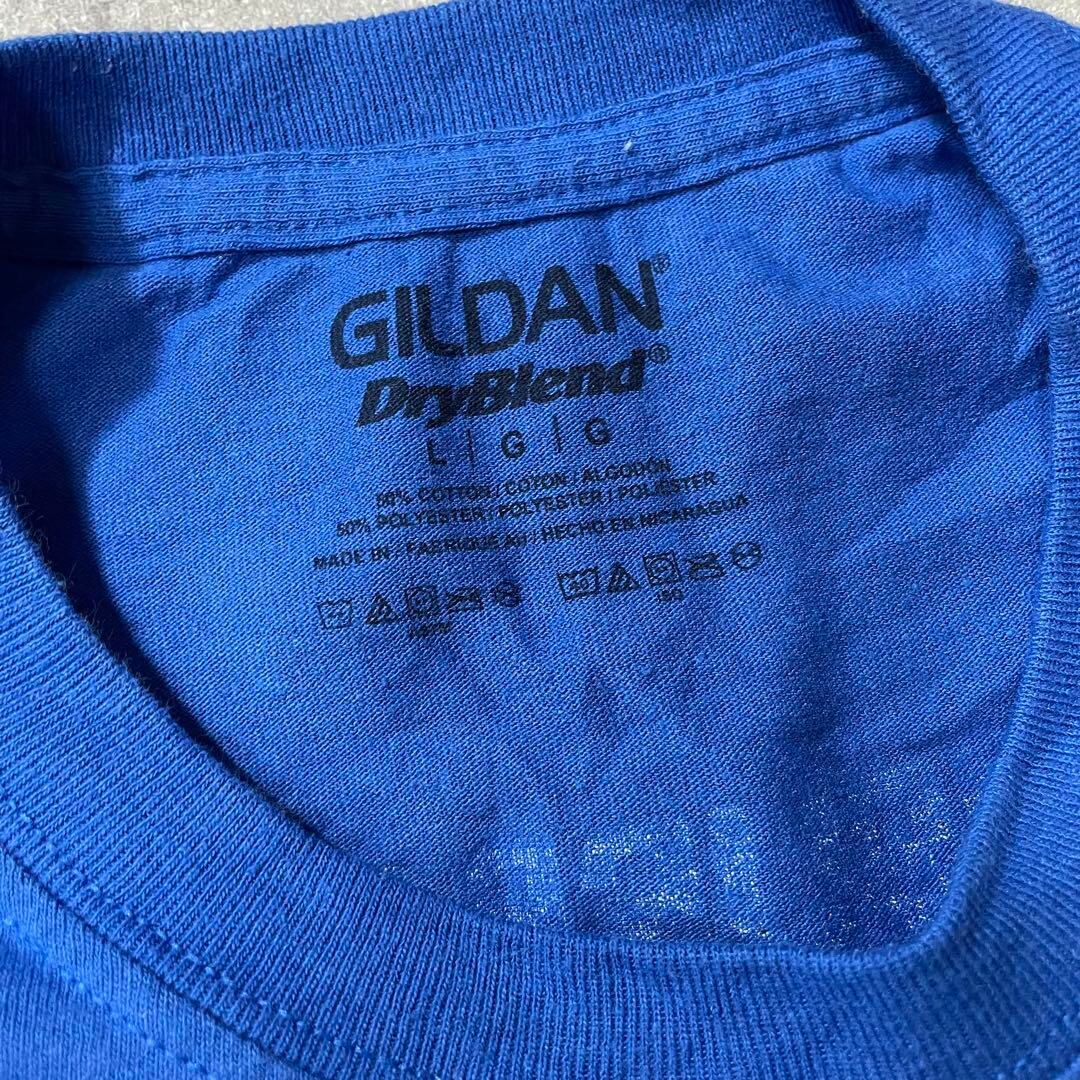 GILDAN®
DryBlend®
L | G | G
50% COTTON / COTON / ALGODÓN
50% POLYESTER / POLYESTER / POLIÉSTER
MADE IN / FABRIQUÉ AU / HECHO EN NICARAGUA